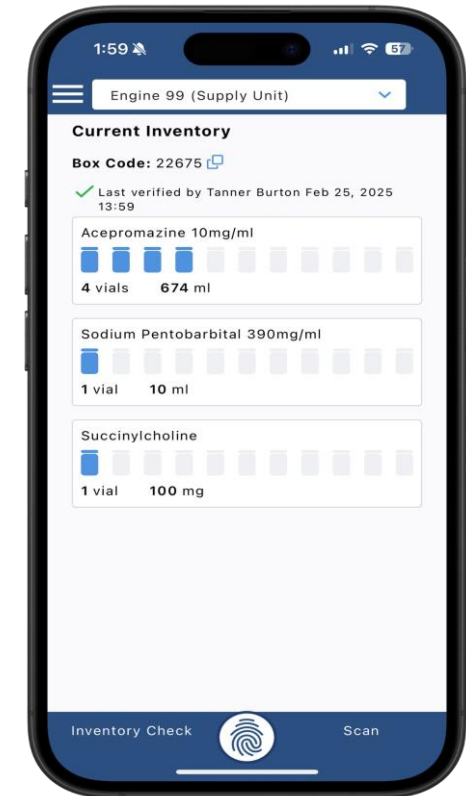 1:59 57
Engine 99 (Supply Unit)
Current Inventory
Box Code: 22675
Last verified by Tanner Burton Feb 25, 2025
13:59
Acepromazine 10mg/ml
4 vials 674 ml
Sodium Pentobarbital 390mg/ml
1 vial 10 ml
Succinylcholine
1 vial 100 mg
Inventory Check Scan